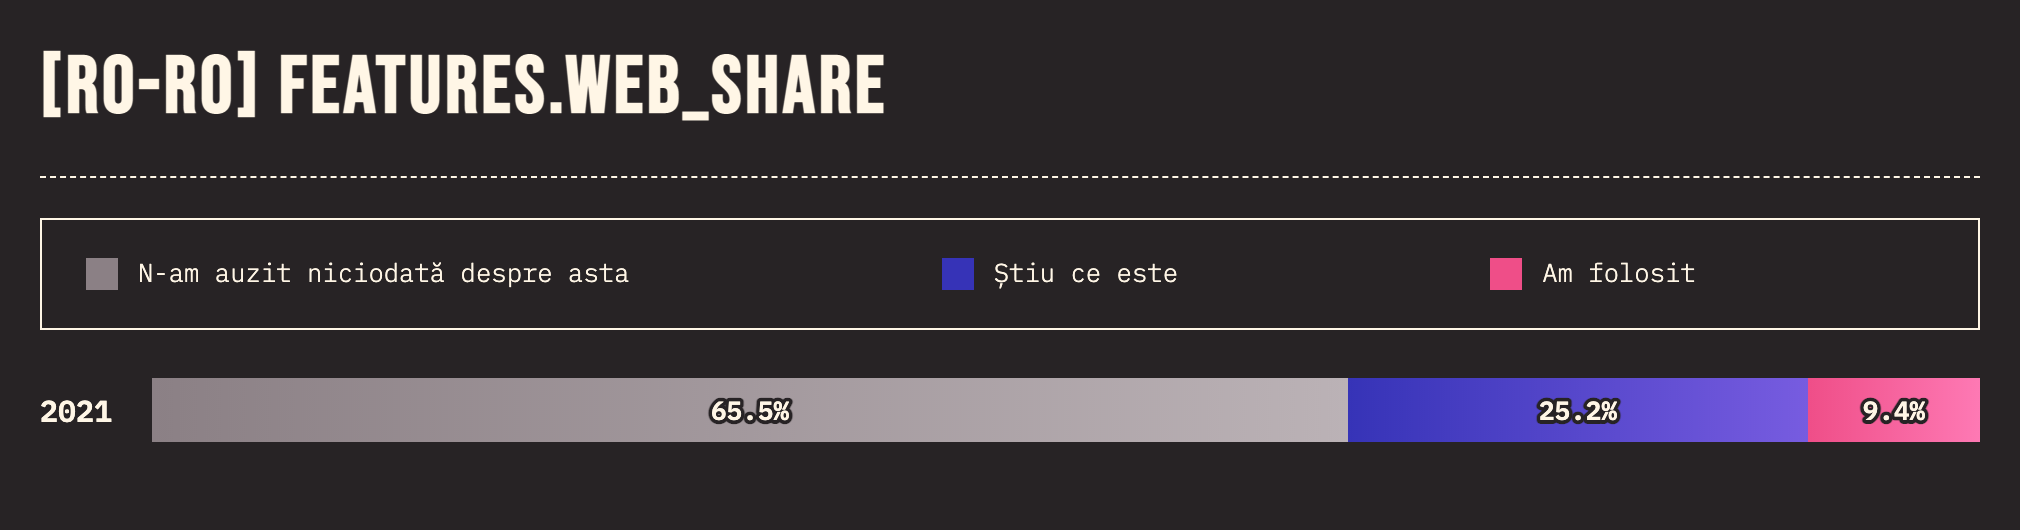 [RO-RO] FEATURES.WEB_SHARE
N-am auzit niciodată despre asta
Știu ce este
Am folosit
2021 65.5% 25.2% 9.4%